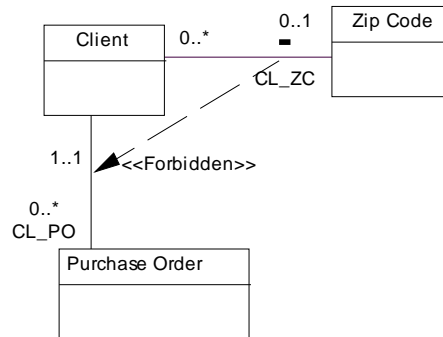 Client
0..*
0..1
Zip Code
CL_ZC
1..1
<<Forbidden>>
0..*
CL_PO
Purchase Order